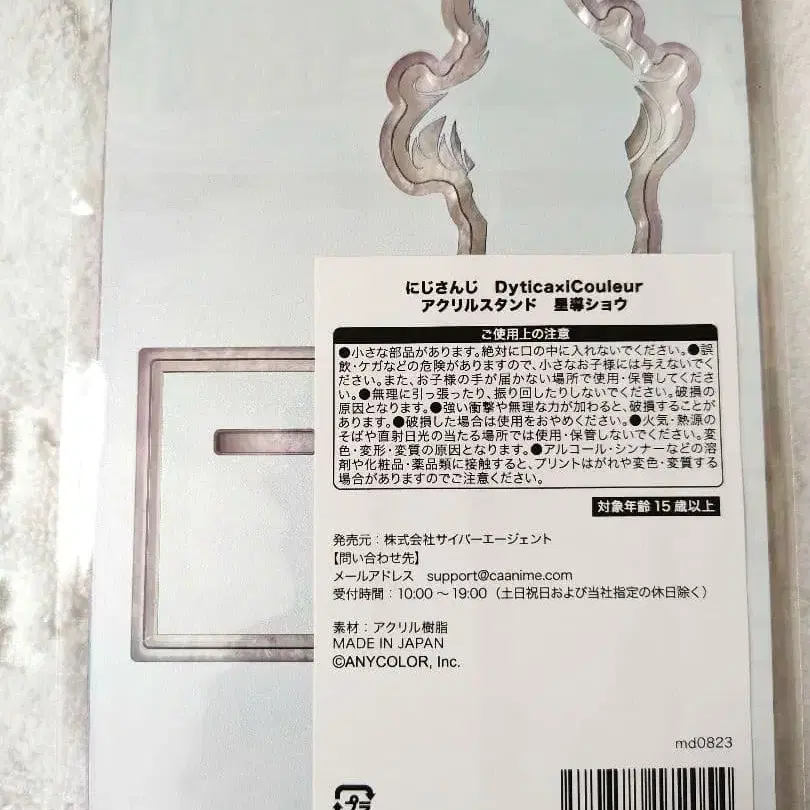 にじさんじ　Dytica×iCouleur
アクリルスタンド　星導ショウ
ご使用上の注意
●小さな部品があります。絶対に口の中に入れないでください。●誤
飲・ケガなどの危険がありますので、小さなお子様には与えないでく
ださい。また、お子様の手が届かない場所で使用・保管してくださ
い。●無理に引っ張ったり、振り回したりしないでください。破損の
原因となります。●強い衝撃や無理な力が加わると、破損することが
あります。●破損した場合は使用をおやめください。●火気・熱源の
そばや直射日光の当たる場所では使用・保管しないでください。変
色・変形・変質の原因となります。●アルコール・シンナーなどの溶
剤や化粧品・薬品類に接触すると、プリントはがれや変色・変質する
場合がありますのでご注意ください。
対象年齢15歳以上
発売元：株式会社サイバーエージェント
【問い合わせ先】
メールアドレス　support@caanime.com
受付時間：10:00～19:00（土日祝日および当社指定の休日除く）
素材：アクリル樹脂
MADE IN JAPAN
©ANYCOLOR, Inc.
md0823
プラ